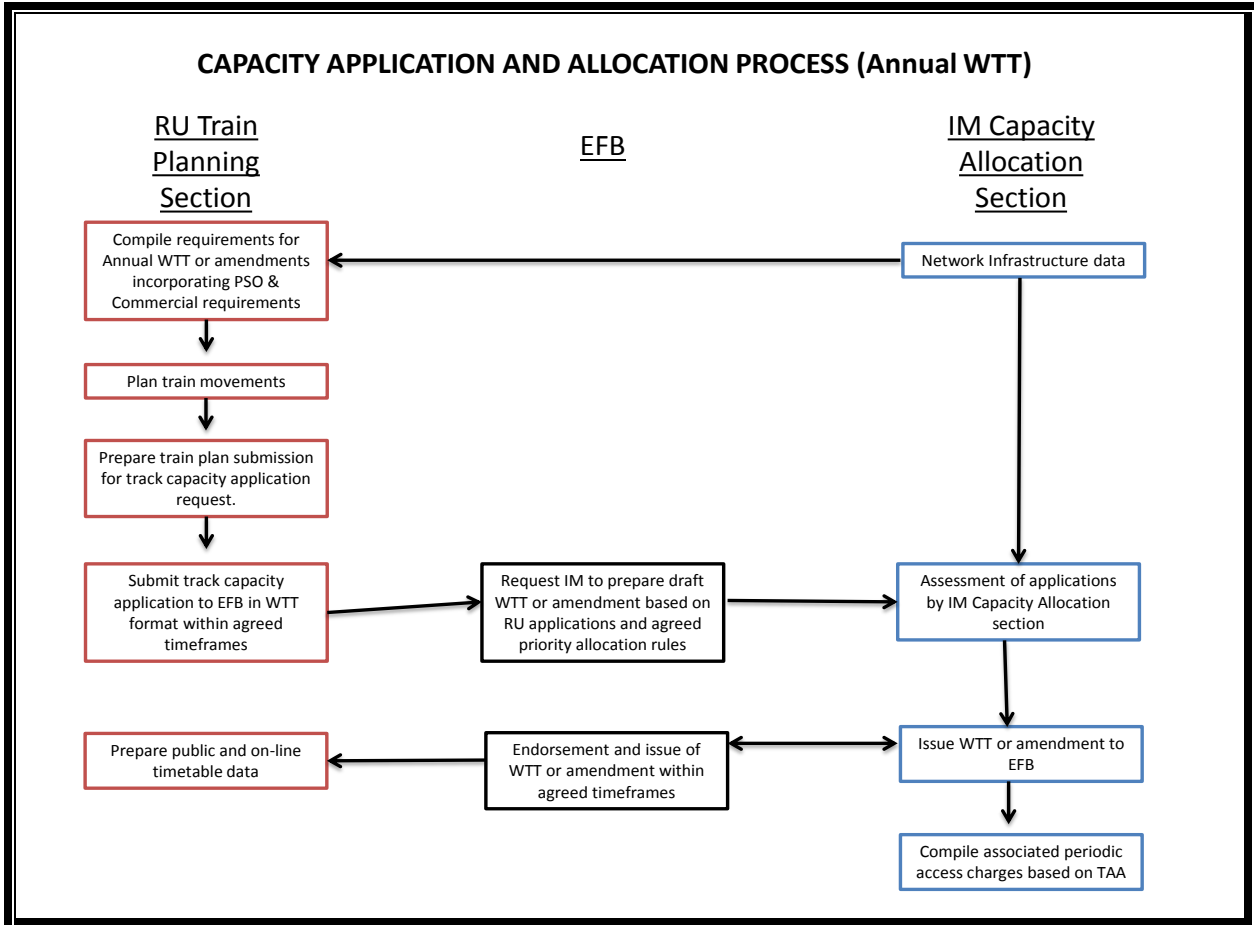 CAPACITY APPLICATION AND ALLOCATION PROCESS (Annual WTT)
RU Train
Planning
Section
EFB
IM Capacity
Allocation
Section
Compile requirements for
Annual WTT or amendments
incorporating PSO &
Commercial requirements
Network Infrastructure data
Plan train movements
Prepare train plan submission
for track capacity application
request.
Submit track capacity
application to EFB in WTT
format within agreed
timeframes
Request IM to prepare draft
WTT or amendment based on
RU applications and agreed
priority allocation rules
Assessment of applications
by IM Capacity Allocation
section
Prepare public and on-line
timetable data
Endorsement and issue of
WTT or amendment within
agreed timeframes
Issue WTT or amendment to
EFB
Compile associated periodic
access charges based on TAA